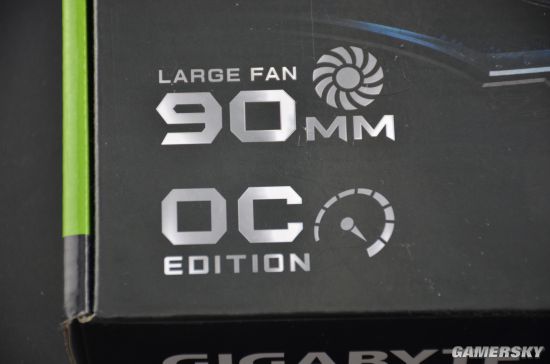 LARGE FAN
90MM
OC
EDITION
GAMERSKY